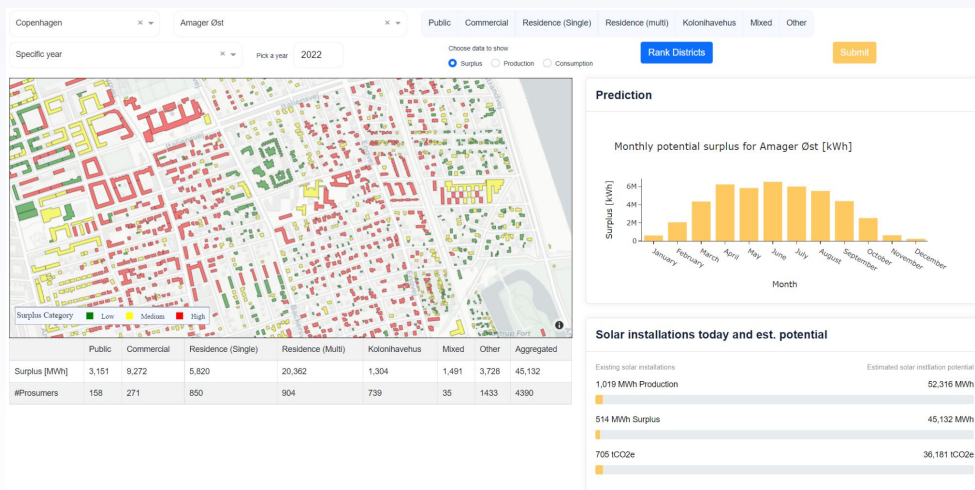 Copenhagen × Amager Øst × Public Commercial Residence (Single) Residence (multi) Kolonihavehus Mixed Other
Specific year × Pick a year 2022
Choose data to show
Surplus Production Consumption
Rank Districts
Submit
Surplus Category Low Medium High
Public Commercial Residence (Single) Residence (Multi) Kolonihavehus Mixed Other Aggregated
Surplus [MWh] 3,151 9,272 5,820 20,362 1,304 1,491 3,728 45,132
#Prosumers 158 271 850 904 739 35 1433 4390
Prediction
Monthly potential surplus for Amager Øst [kWh]
Surplus [kWh]
6M
4M
2M
0
January February March April May June July August September October November December
Month
Solar installations today and est. potential
Existing solar installations Estimated solar instllation potential
1,019 MWh Production 52,316 MWh
514 MWh Surplus 45,132 MWh
705 tCO2e 36,181 tCO2e